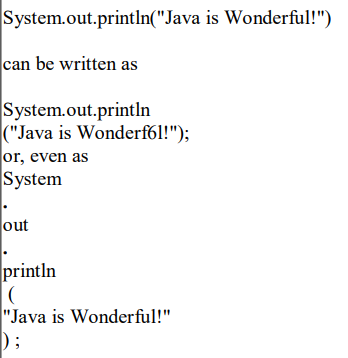 System.out.println("Java is Wonderful!")
can be written as
System.out.println
("Java is Wonderf6l!");
or, even as
System
.
out
.
println
(
"Java is Wonderful!"
) ;